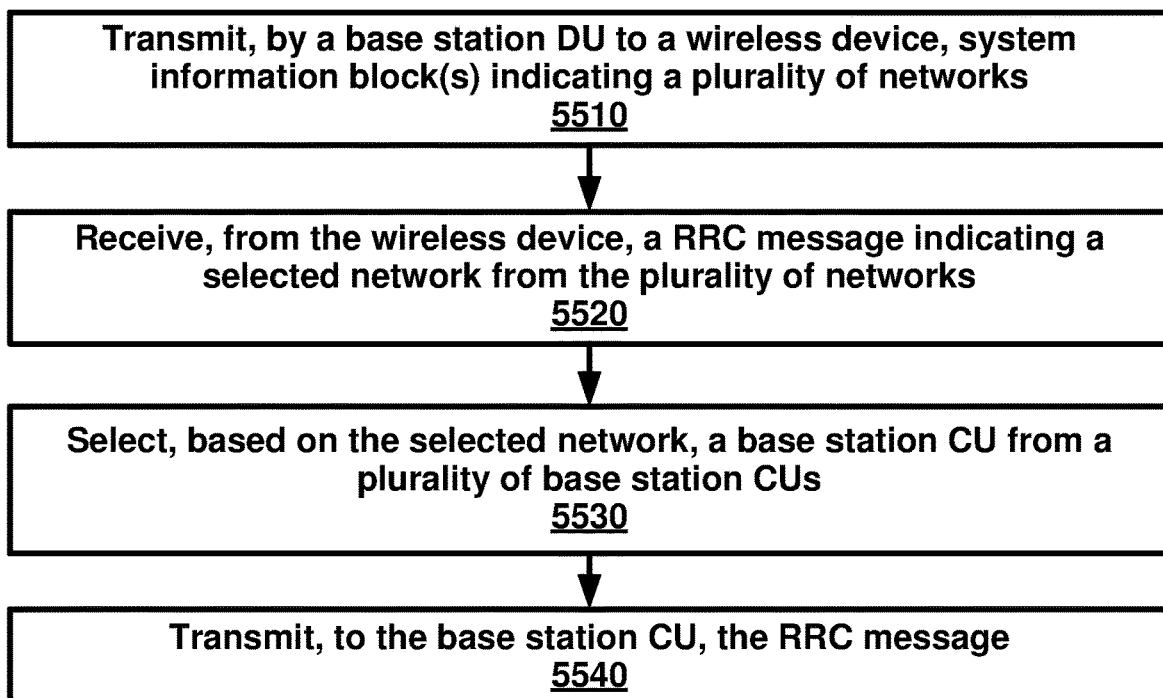 Transmit, by a base station DU to a wireless device, system
information block(s) indicating a plurality of networks
5510
Receive, from the wireless device, a RRC message indicating a
selected network from the plurality of networks
5520
Select, based on the selected network, a base station CU from a
plurality of base station CUs
5530
Transmit, to the base station CU, the RRC message
5540